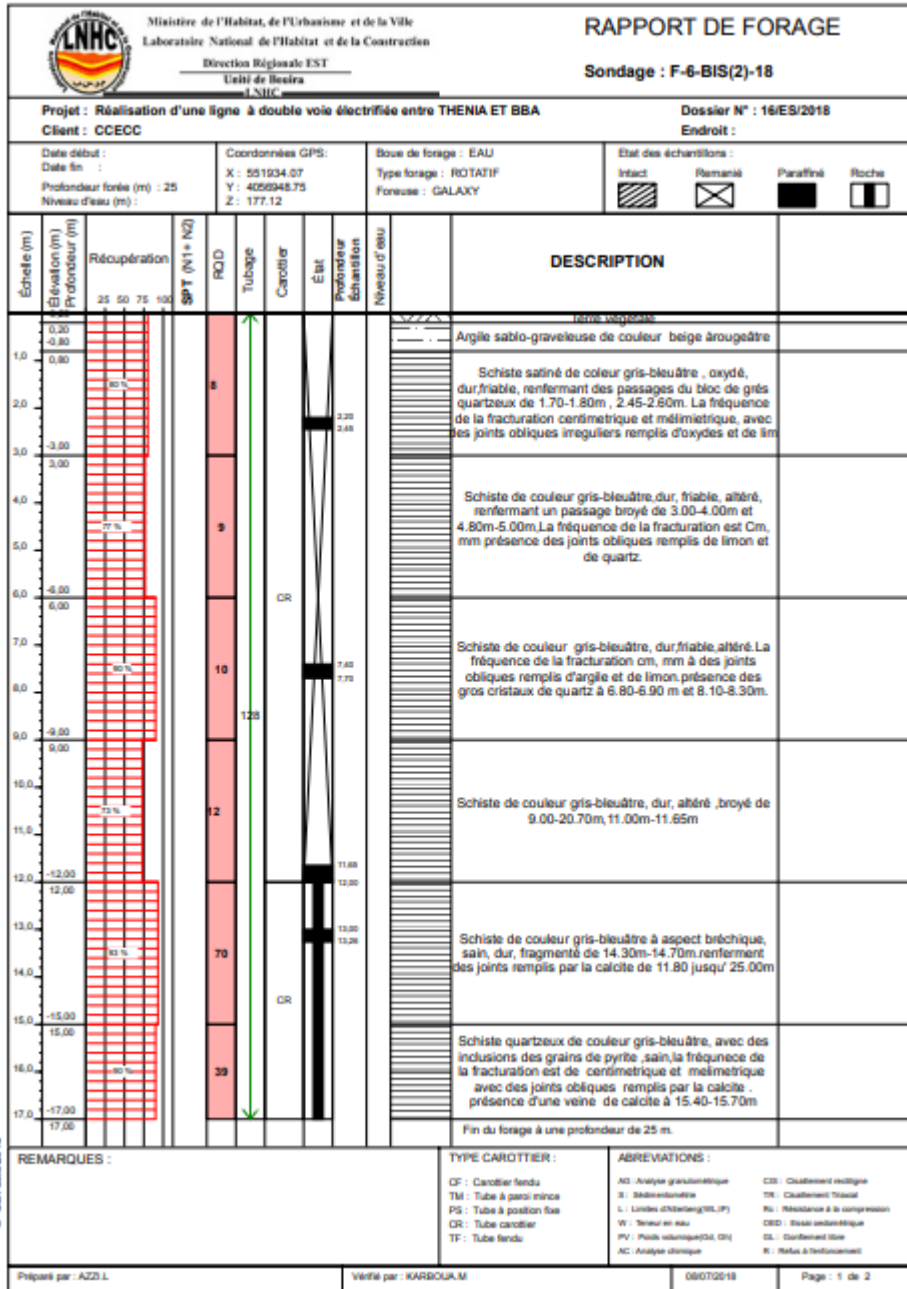 Ministère de l'Habitat, de l'Urbanisme et de la Ville
Laboratoire National de l'Habitat et de la Construction
Direction Régionale EST
Unité de Bouira
LNHC
LNHC
RAPPORT DE FORAGE
Sondage : F-6-BIS(2)-18
Projet : Réalisation d'une ligne à double voie électrifiée entre THENIA ET BBA
Dossier N° : 16/ES/2018
Client : CCECC
Endroit :
Date début :
Date fin :
Profondeur forée (m) : 25
Niveau d'eau (m) :
Coordonnées GPS:
X : 551934.07
Y : 4056948.75
Z : 177.12
Boue de forage : EAU
Type forage : ROTATIF
Foreuse : GALAXY
Etat des échantillons :
Intact Remanié Paraffiné Roche
Échelle (m)
Élévation (m)
Profondeur (m)
Récupération
25 50 75 100
SPT (N1+ N2)
RQD
Tubage
Carottier
État
Profondeur
Échantillon
Niveau d'eau
DESCRIPTION
Terre végétale
0,20
-0,80
Argile sablo-graveleuse de couleur beige àrougeâtre
1,0
0,80
80 %
8
Schiste satiné de coleur gris-bleuâtre , oxydé,
dur,friable, renfermant des passages du bloc de grés
quartzeux de 1.70-1.80m , 2.45-2.60m. La fréquence
de la fracturation centimetrique et mélimietrique, avec
des joints obliques irreguliers remplis d'oxydes et de lim
2,0
2,20
2,45
3,0
-3,00
3,00
4,0
77 %
9
Schiste de couleur gris-bleuâtre,dur, friable, altéré,
renfermant un passage broyé de 3.00-4.00m et
4.80m-5.00m,La fréquence de la fracturation est Cm,
mm présence des joints obliques remplis de limon et
de quartz.
5,0
6,0
-6,00
6,00
CR
7,0
90 %
10
7,40
7,70
Schiste de couleur gris-bleuâtre, dur,friable,altéré.La
fréquence de la fracturation cm, mm à des joints
obliques remplis d'argile et de limon.présence des
gros cristaux de quartz à 6.80-6.90 m et 8.10-8.30m.
8,0
128
9,0
-9,00
9,00
10,0
73 %
12
Schiste de couleur gris-bleuâtre, dur, altéré ,broyé de
9.00-20.70m,11.00m-11.65m
11,0
11,65
12,0
-12,00
12,00
12,00
13,0
13,00
13,26
93 %
70
Schiste de couleur gris-bleuâtre à aspect bréchique,
sain, dur, fragmenté de 14.30m-14.70m.renferment
des joints remplis par la calcite de 11.80 jusqu' 25.00m
14,0
CR
15,0
-15,00
15,00
16,0
90 %
39
Schiste quartzeux de couleur gris-bleuâtre, avec des
inclusions des grains de pyrite ,sain,la fréqunece de
la fracturation est de centimetrique et melimetrique
avec des joints obliques remplis par la calcite .
présence d'une veine de calcite à 15.40-15.70m
17,0
-17,00
17,00
Fin du forage à une profondeur de 25 m.
REMARQUES :
TYPE CAROTTIER :
CF : Carottier fendu
TM : Tube à paroi mince
PS : Tube à position fixe
CR : Tube carottier
TF : Tube fendu
ABREVIATIONS :
AG : Analyse granulométrique
S : Sédimentométrie
L : Limites d'Atterberg(WL,IP)
W : Teneur en eau
PV : Poids volumique(Gd, Gh)
AC : Analyse chimique
CIS : Cisaillement rectiligne
TR : Cisaillement Triaxial
Rc : Résistance à la compression
OED : Essai oedométrique
GL : Gonflement libre
R : Refus à l'enfoncement
Préparé par : AZZI.L
Vérifié par : KARBOUA.M
08/07/2018
Page : 1 de 2